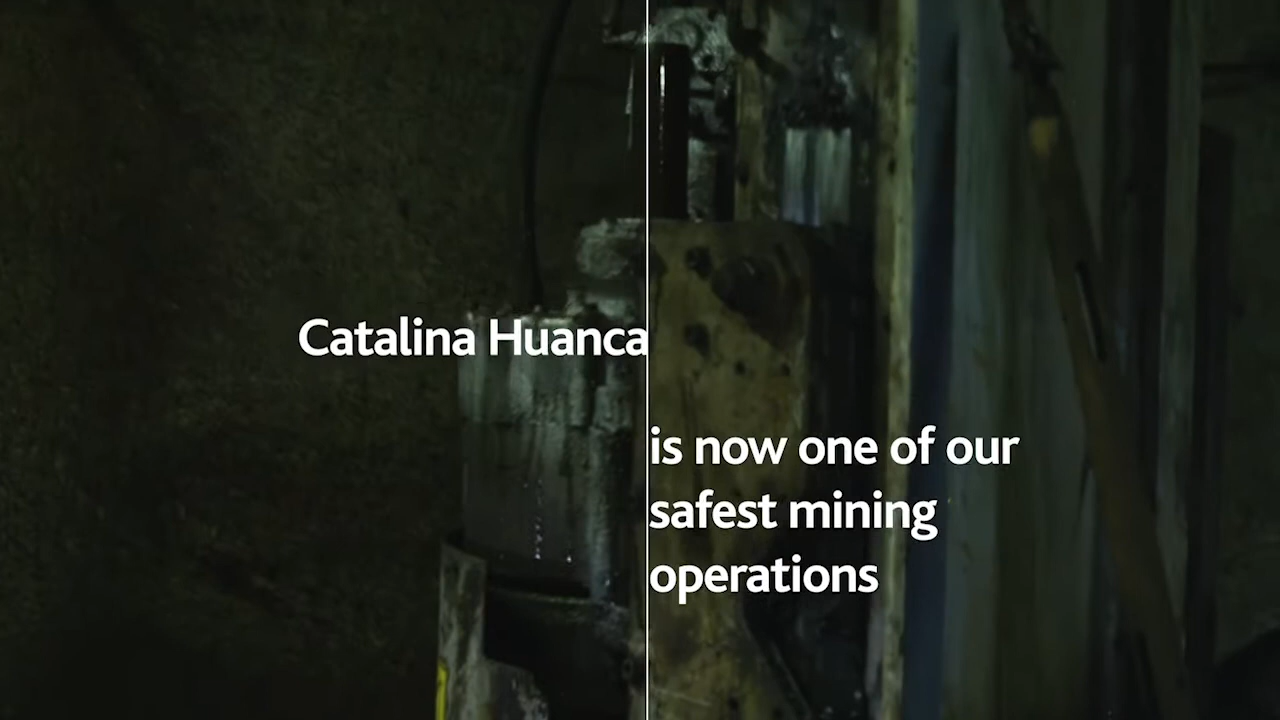 Catalina Huanca
is now one of our
safest mining
operations